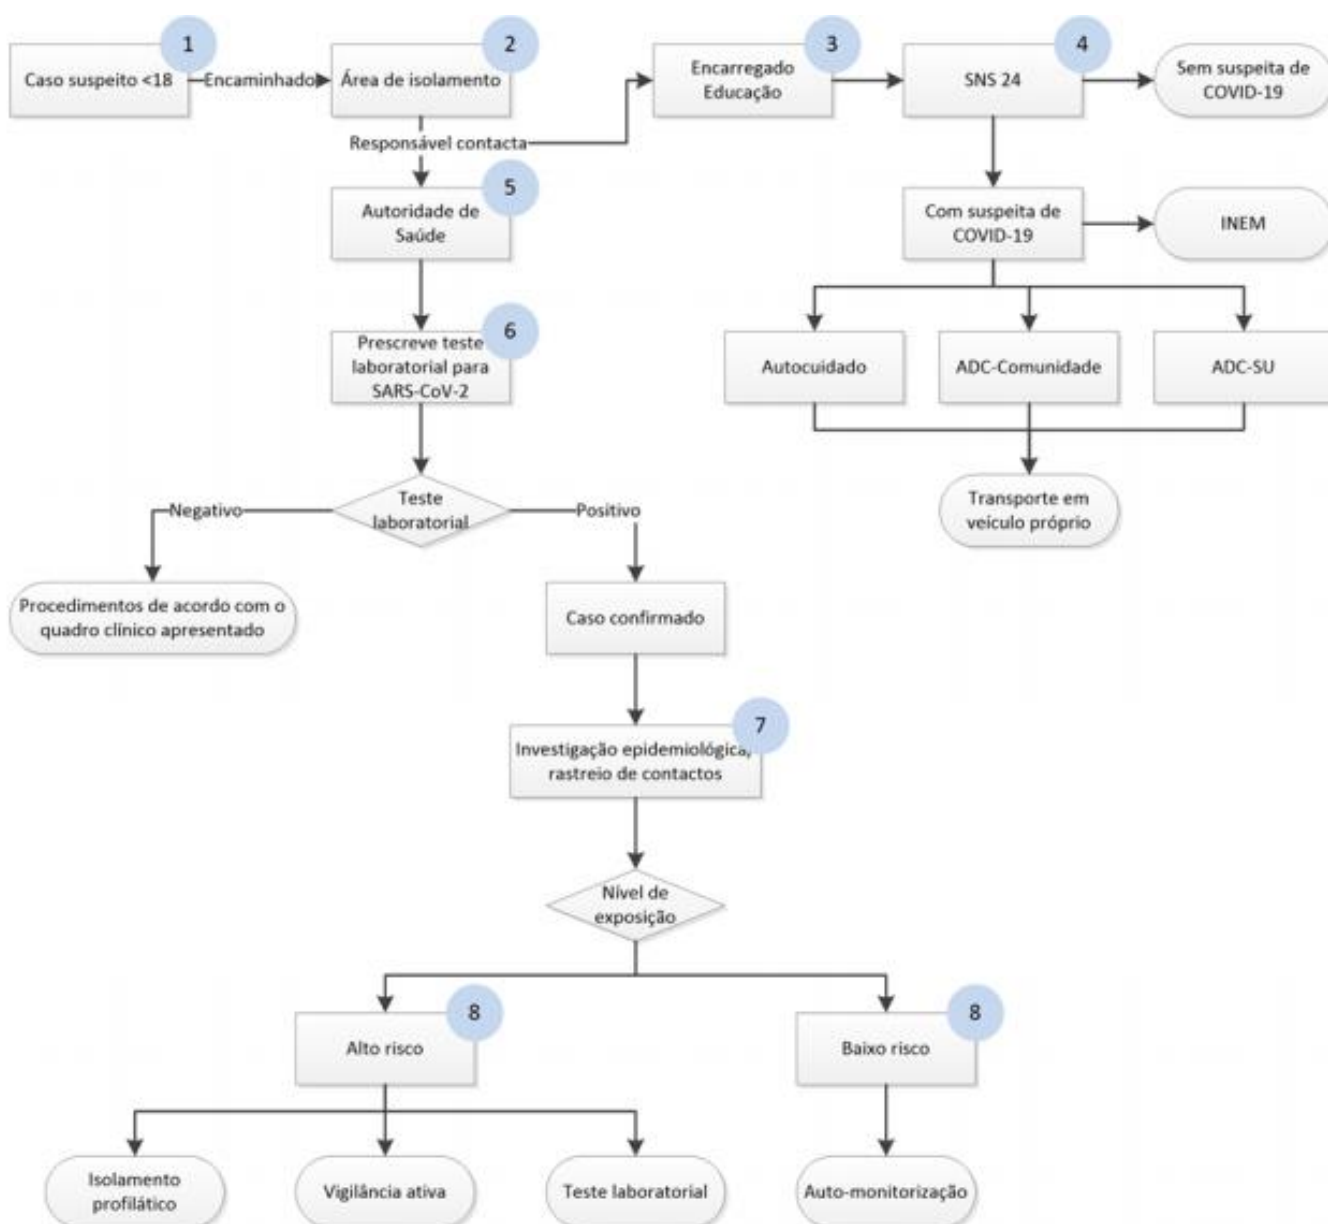 1
Caso suspeito <18
Encaminhado
2
Área de isolamento
3
Encarregado
Educação
4
SNS 24
Sem suspeita de
COVID-19
Responsável contacta
5
Autoridade de
Saúde
Com suspeita de
COVID-19
INEM
6
Prescreve teste
laboratorial para
SARS-CoV-2
Autocuidado
ADC-Comunidade
ADC-SU
Transporte em
veículo próprio
Negativo
Teste
laboratorial
Positivo
Procedimentos de acordo com o
quadro clínico apresentado
Caso confirmado
7
Investigação epidemiológica,
rastreio de contactos
Nível de
exposição
8
Alto risco
8
Baixo risco
Isolamento
profilático
Vigilância ativa
Teste laboratorial
Auto-monitorização